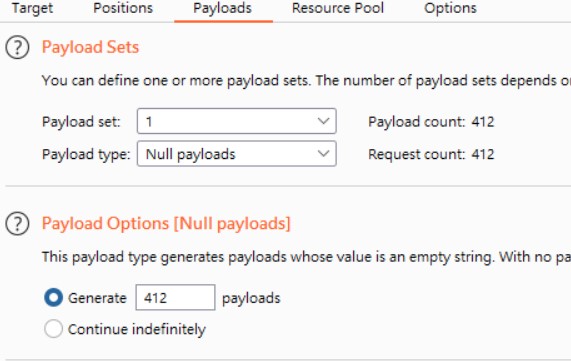 Target Positions Payloads Resource Pool Options
? Payload Sets
You can define one or more payload sets. The number of payload sets depends
Payload set: 1 Payload count: 412
Payload type: Null payloads Request count: 412
? Payload Options [Null payloads]
This payload type generates payloads whose value is an empty string. With no
Generate 412 payloads
Continue indefinitely